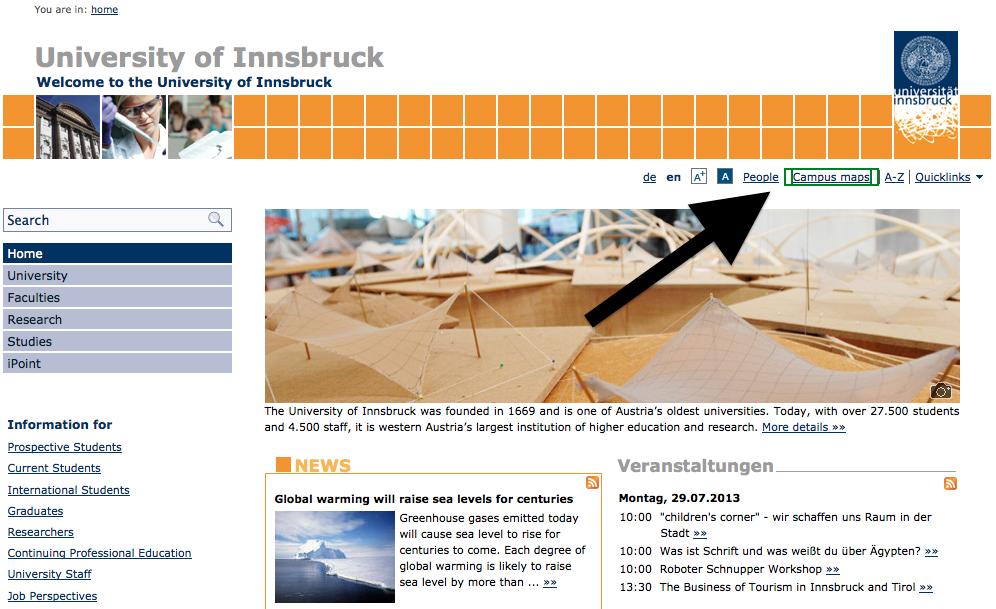 You are in: home
University of Innsbruck
Welcome to the University of Innsbruck
universität
innsbruck
de en A+ A People Campus maps A-Z | Quicklinks
Search
Home
University
Faculties
Research
Studies
iPoint
Information for
Prospective Students
Current Students
International Students
Graduates
Researchers
Continuing Professional Education
University Staff
Job Perspectives
The University of Innsbruck was founded in 1669 and is one of Austria's oldest universities. Today, with over 27.500 students
and 4.500 staff, it is western Austria's largest institution of higher education and research. More details »»
NEWS
Global warming will raise sea levels for centuries
Greenhouse gases emitted today
will cause sea level to rise for
centuries to come. Each degree of
global warming is likely to raise
sea level by more than ... »»
Veranstaltungen
Montag, 29.07.2013
10:00 "children's corner" - wir schaffen uns Raum in der
Stadt »»
10:00 Was ist Schrift und was weißt du über Ägypten? »»
10:00 Roboter Schnupper Workshop »»
13:30 The Business of Tourism in Innsbruck and Tirol »»